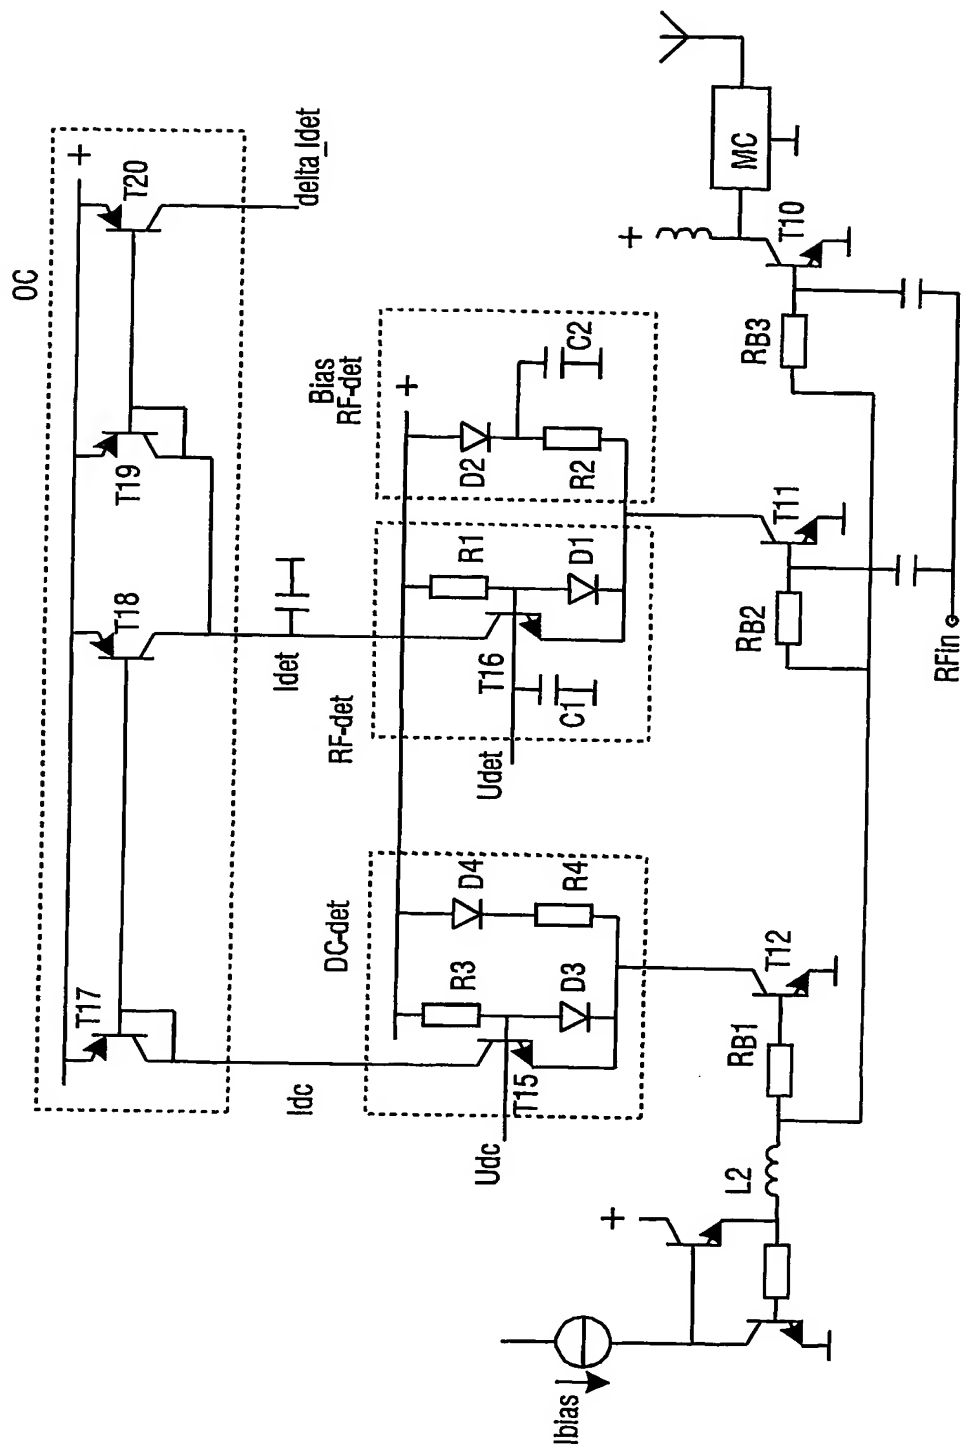 OC
+
T17
T18
T19
T20
Idc
Idet
delta_Idet
DC-det
RF-det
Bias
RF-det
+
R3
D4
R1
D2
C2
T15
D3
R4
T16
C1
D1
R2
Udc
Udet
Ibias
+
L2
RB1
T12
RB2
T11
RB3
T10
+
MC
RFin